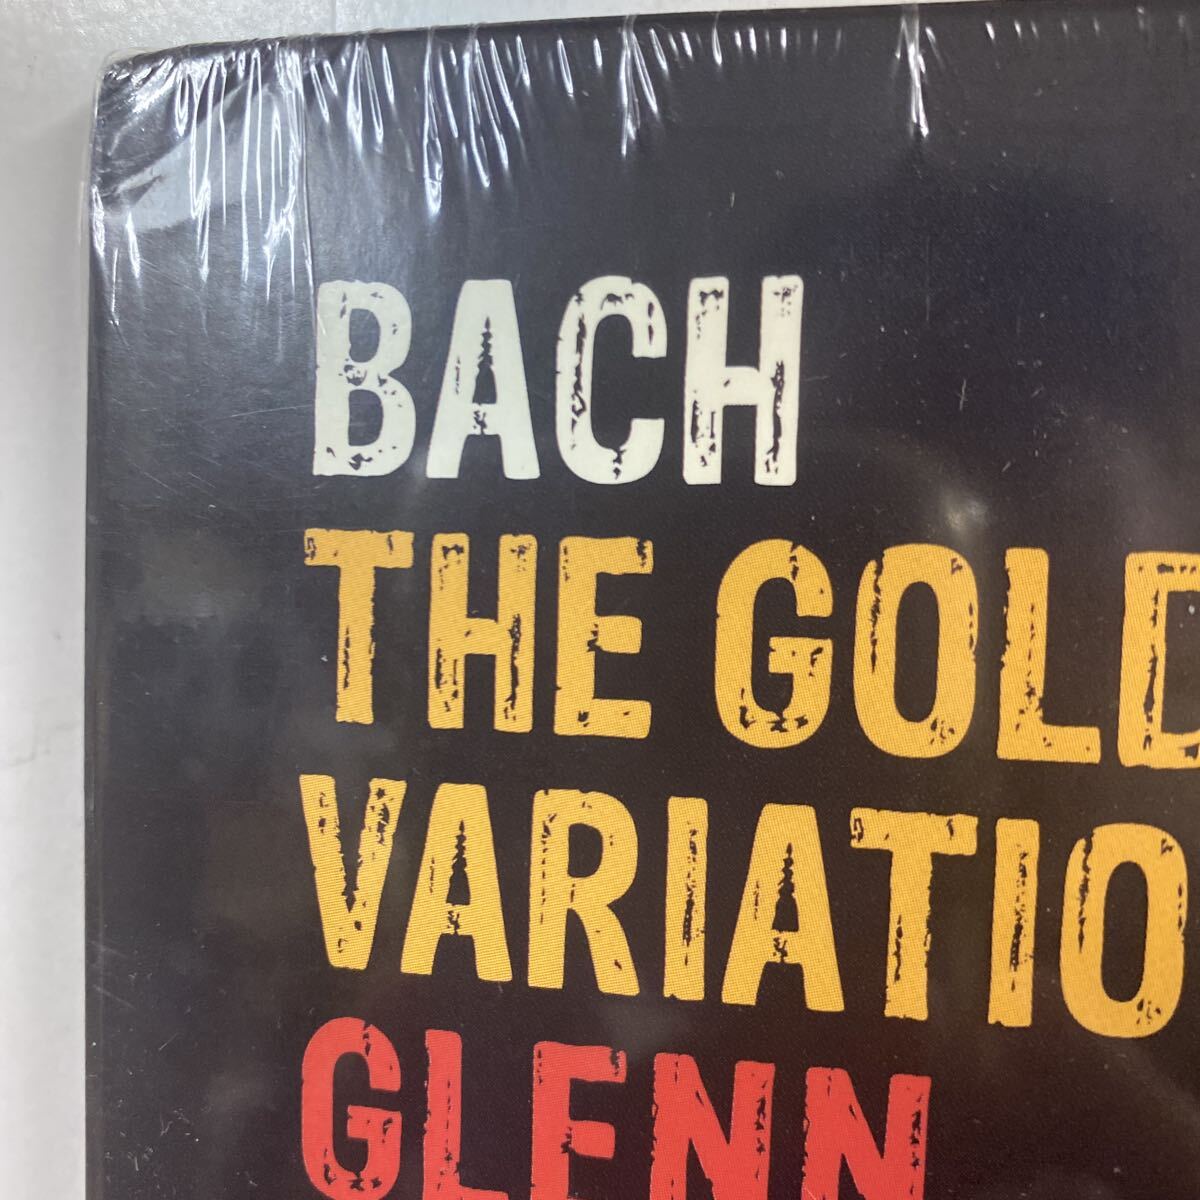 BACH
THE GOLD
VARIATIO
GLENN